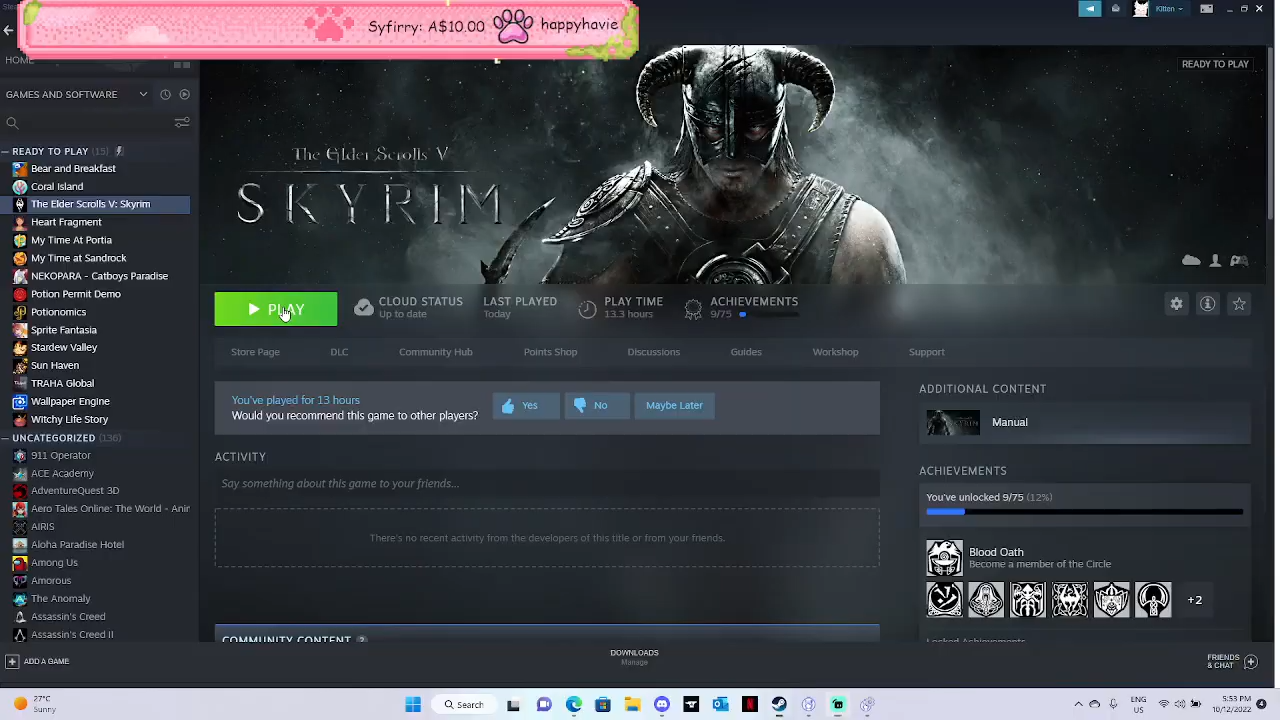 Syfirry: A$10.00
happyhavie
Kitten
HOME
READY TO PLAY
GAMES AND SOFTWARE
READY TO PLAY (15)
Bear and Breakfast
Coral Island
The Elder Scrolls V: Skyrim
Heart Fragment
My Time At Portia
My Time at Sandrock
NEKOPARA - Catboys Paradise
Potion Permit Demo
Sprite Fantasia
Stardew Valley
Sun Haven
TRAHA Global
Wallpaper Engine
Witchy Life Story
UNCATEGORIZED (136)
911 Operator
ACE Academy
AdventureQuest 3D
Aero Tales Online: The World - Anim
AIRIS
Aloha Paradise Hotel
Among Us
Amorous
The Anomaly
Assassin's Creed
Assassin's Creed II
The Elder Scrolls V
SKYRIM
PLAY
CLOUD STATUS
Up to date
LAST PLAYED
Today
PLAY TIME
13.3 hours
ACHIEVEMENTS
9/75
Store Page
DLC
Community Hub
Points Shop
Discussions
Guides
Workshop
Support
You've played for 13 hours
Would you recommend this game to other players?
Yes
No
Maybe Later
ACTIVITY
Say something about this game to your friends...
There's no recent activity from the developers of this title or from your friends.
COMMUNITY CONTENT
ADDITIONAL CONTENT
Manual
ACHIEVEMENTS
You've unlocked 9/75 (12%)
Blood Oath
Become a member of the Circle
+2
Locked Achievements
ADD A GAME
DOWNLOADS
Manage
FRIENDS
& CHAT
Sunny
Search
ENG
US
5:53 PM
10/12/2022